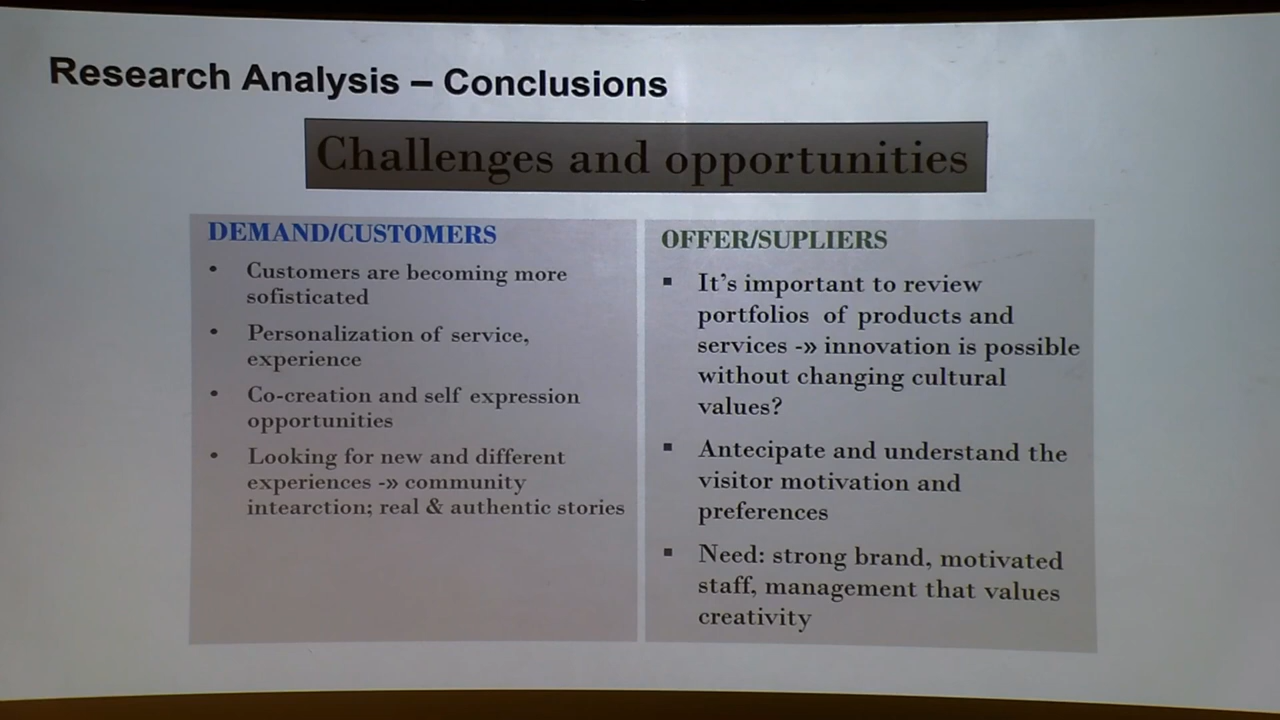 Research Analysis – Conclusions
Challenges and opportunities
DEMAND/CUSTOMERS
• Customers are becoming more
sofisticated
• Personalization of service,
experience
• Co-creation and self expression
opportunities
• Looking for new and different
experiences -» community
intearction; real & authentic stories
OFFER/SUPLIERS
▪ It's important to review
portfolios of products and
services -» innovation is possible
without changing cultural
values?
▪ Antecipate and understand the
visitor motivation and
preferences
▪ Need: strong brand, motivated
staff, management that values
creativity